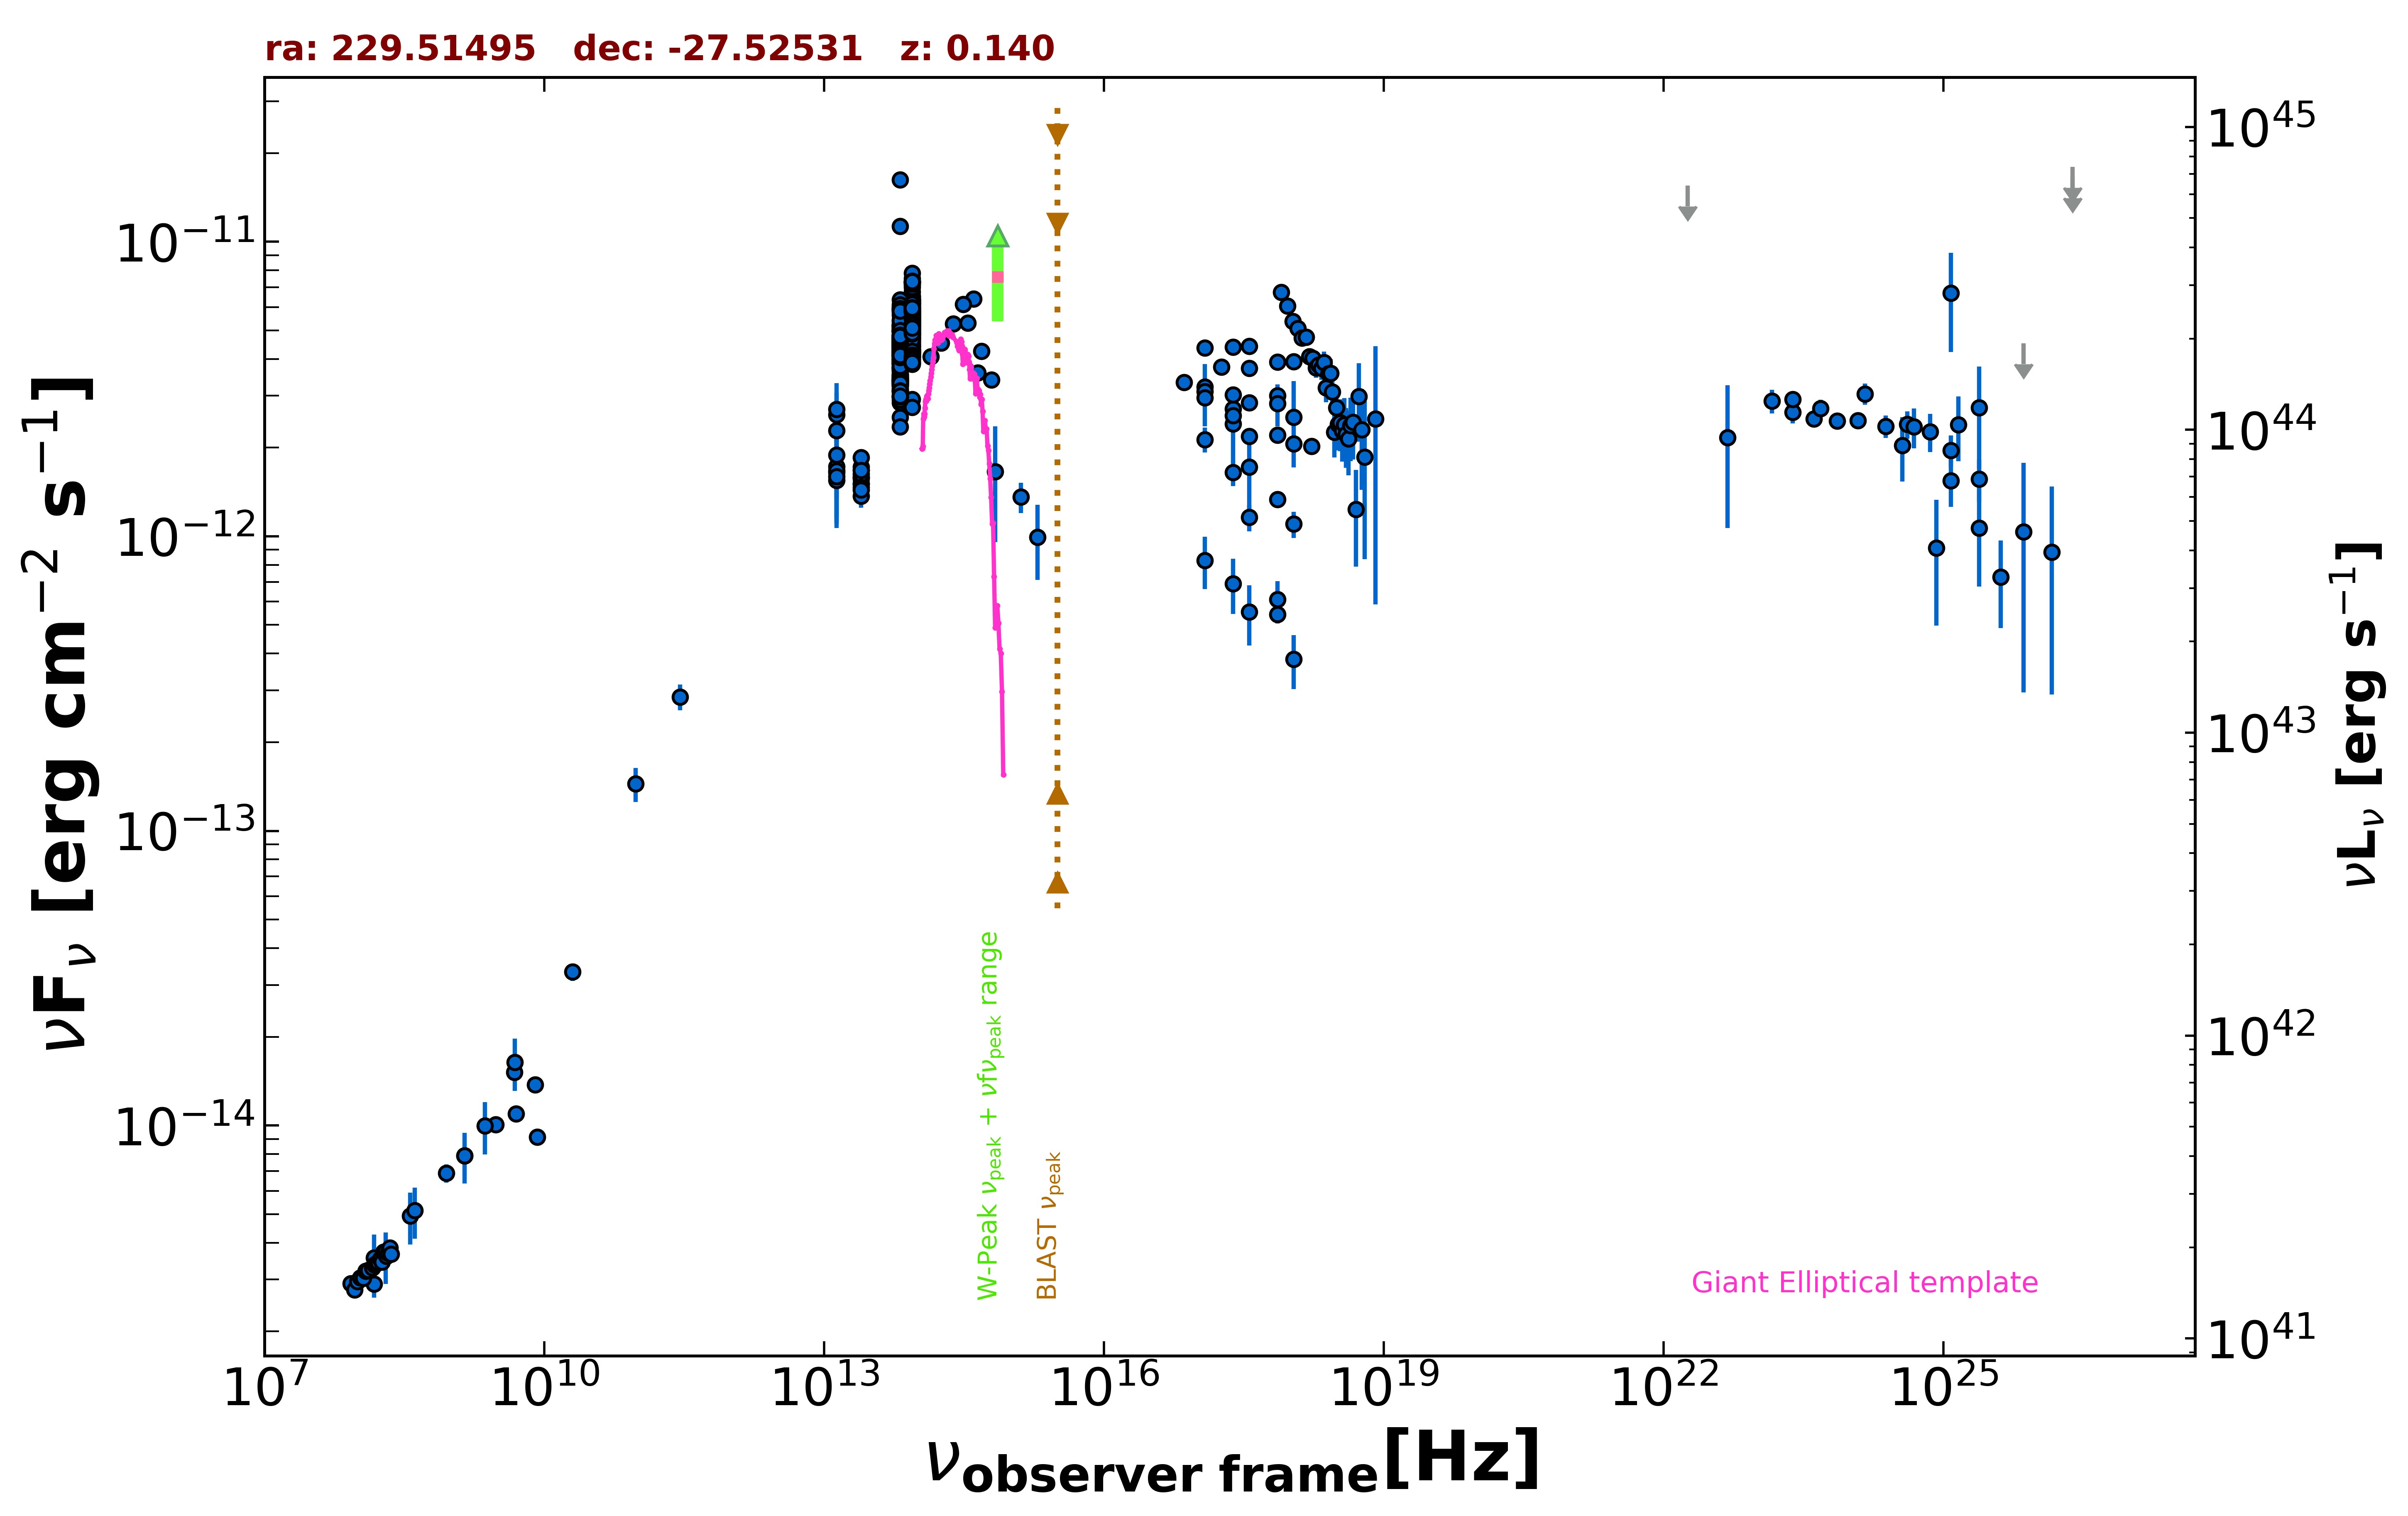 ra: 229.51495   dec: -27.52531   z: 0.140
νF_ν [erg cm^−2 s^−1]
10^−11
10^−12
10^−13
10^−14
10^45
10^44
10^43
10^42
10^41
νL_ν [erg s^−1]
W-Peak ν_peak + νfν_peak range
BLAST ν_peak
Giant Elliptical template
10^7
10^10
10^13
10^16
10^19
10^22
10^25
ν_observer frame [Hz]